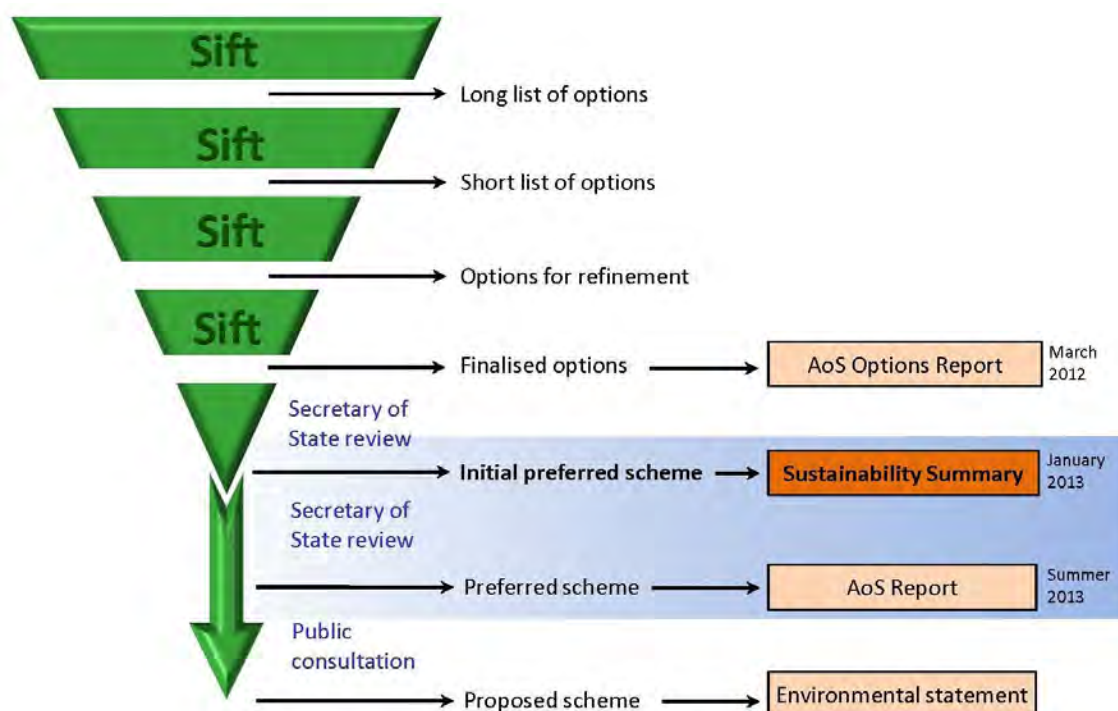 Sift
Long list of options
Sift
Short list of options
Sift
Options for refinement
Sift
Finalised options
AoS Options Report
March
2012
Secretary of
State review
Initial preferred scheme
Sustainability Summary
January
2013
Secretary of
State review
Preferred scheme
AoS Report
Summer
2013
Public
consultation
Proposed scheme
Environmental statement